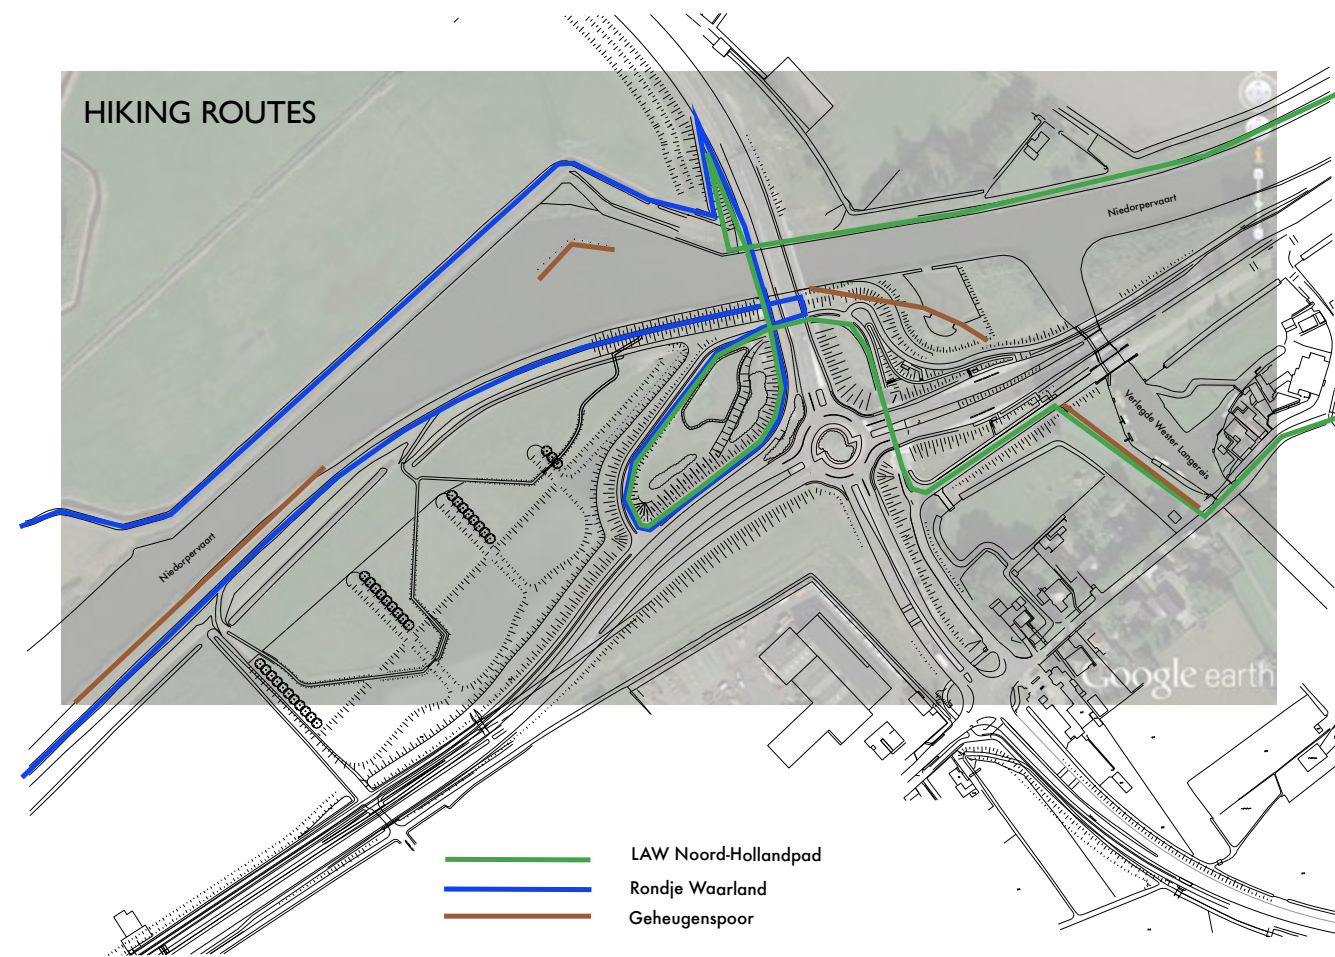 HIKING ROUTES
Niedorpervaart
Verlegde Wester Langereis
Niedorpervaart
Google earth
LAW Noord-Hollandpad
Rondje Waarland
Geheugenspoor